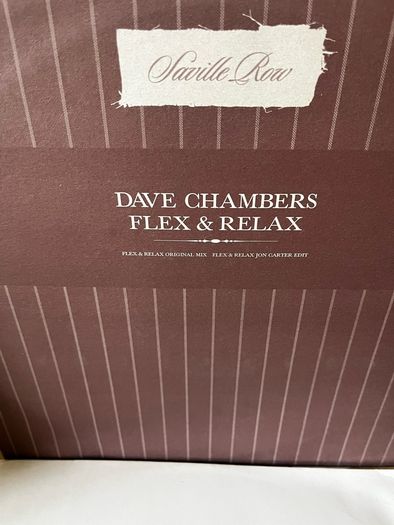 Saville Row
DAVE CHAMBERS
FLEX & RELAX
FLEX & RELAX ORIGINAL MIX FLEX & RELAX JON CARTER EDIT